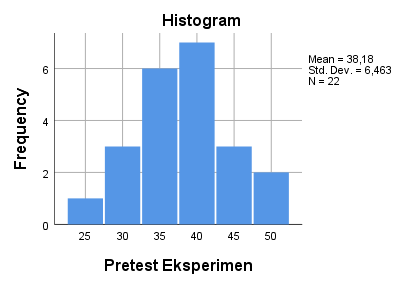 Histogram
Mean = 38,18
Std. Dev. = 6,463
N = 22
Frequency
6
4
2
0
25 30 35 40 45 50
Pretest Eksperimen